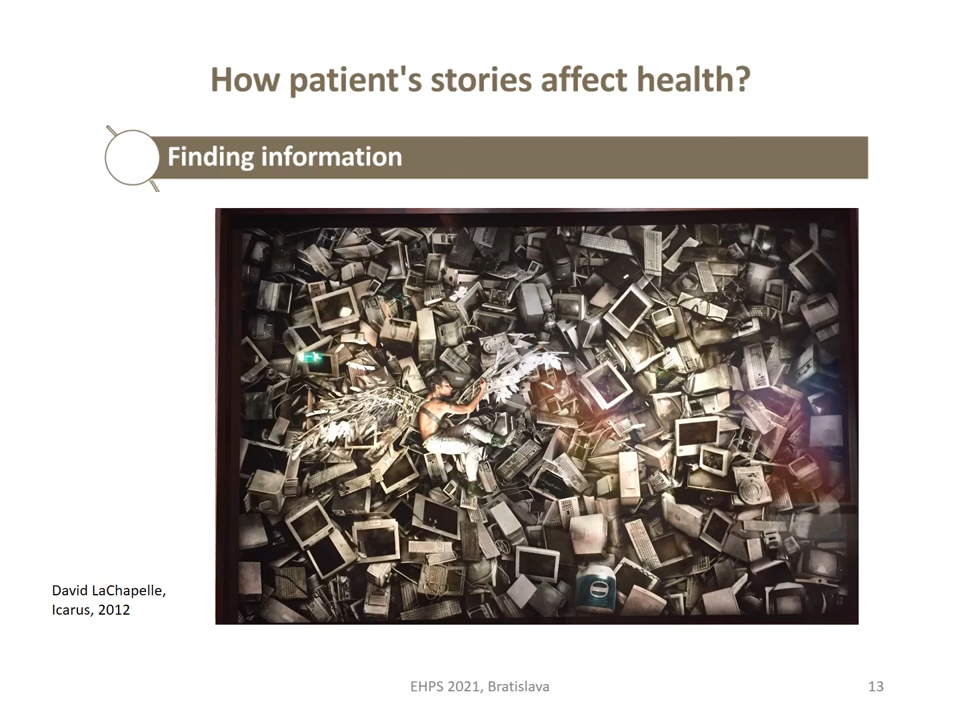 How patient's stories affect health?
Finding information
David LaChapelle,
Icarus, 2012
EHPS 2021, Bratislava
13